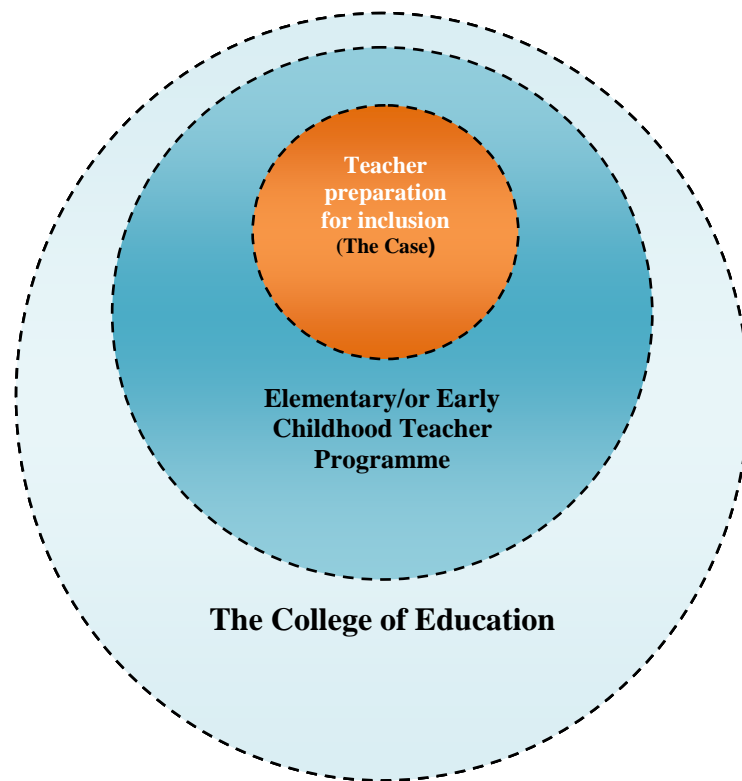 Teacher
preparation
for inclusion
(The Case)
Elementary/or Early
Childhood Teacher
Programme
The College of Education